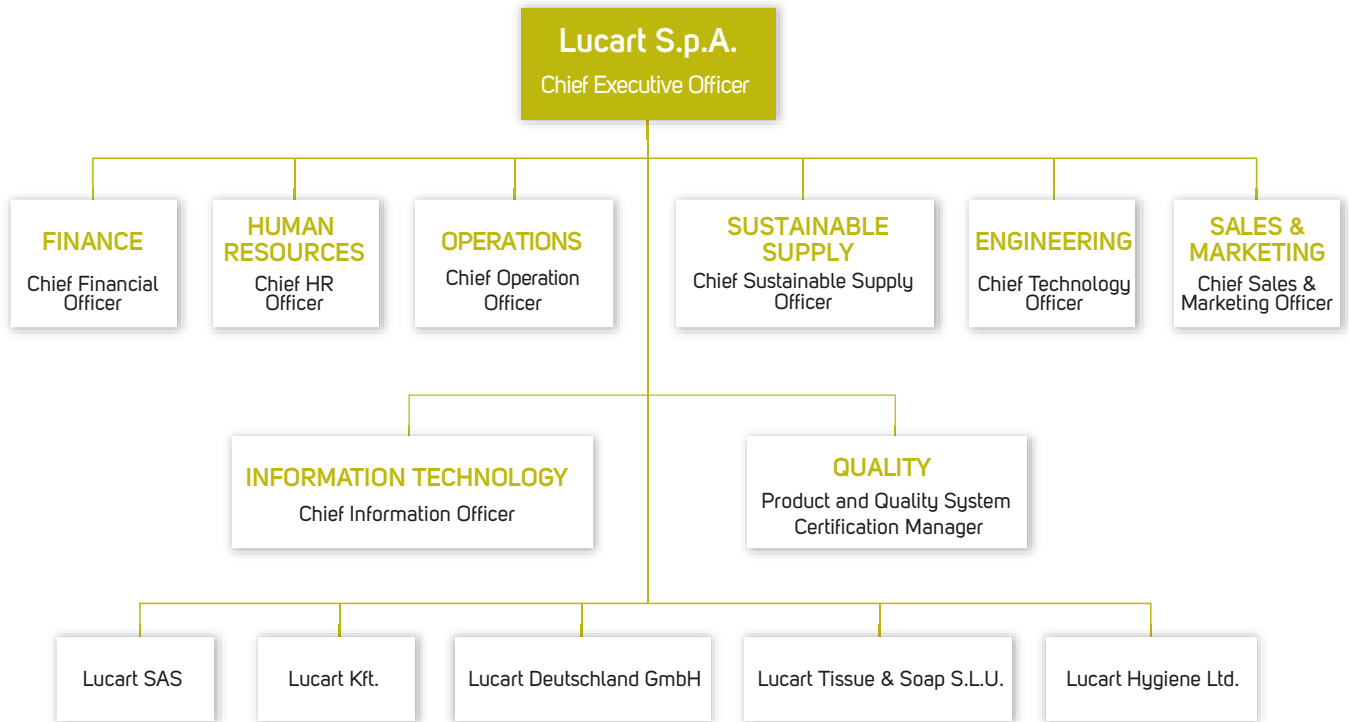 Lucart S.p.A.
Chief Executive Officer
FINANCE
Chief Financial
Officer
HUMAN
RESOURCES
Chief HR
Officer
OPERATIONS
Chief Operation
Officer
SUSTAINABLE
SUPPLY
Chief Sustainable Supply
Officer
ENGINEERING
Chief Technology
Officer
SALES &
MARKETING
Chief Sales &
Marketing Officer
INFORMATION TECHNOLOGY
Chief Information Officer
QUALITY
Product and Quality System
Certification Manager
Lucart SAS
Lucart Kft.
Lucart Deutschland GmbH
Lucart Tissue & Soap S.L.U.
Lucart Hygiene Ltd.